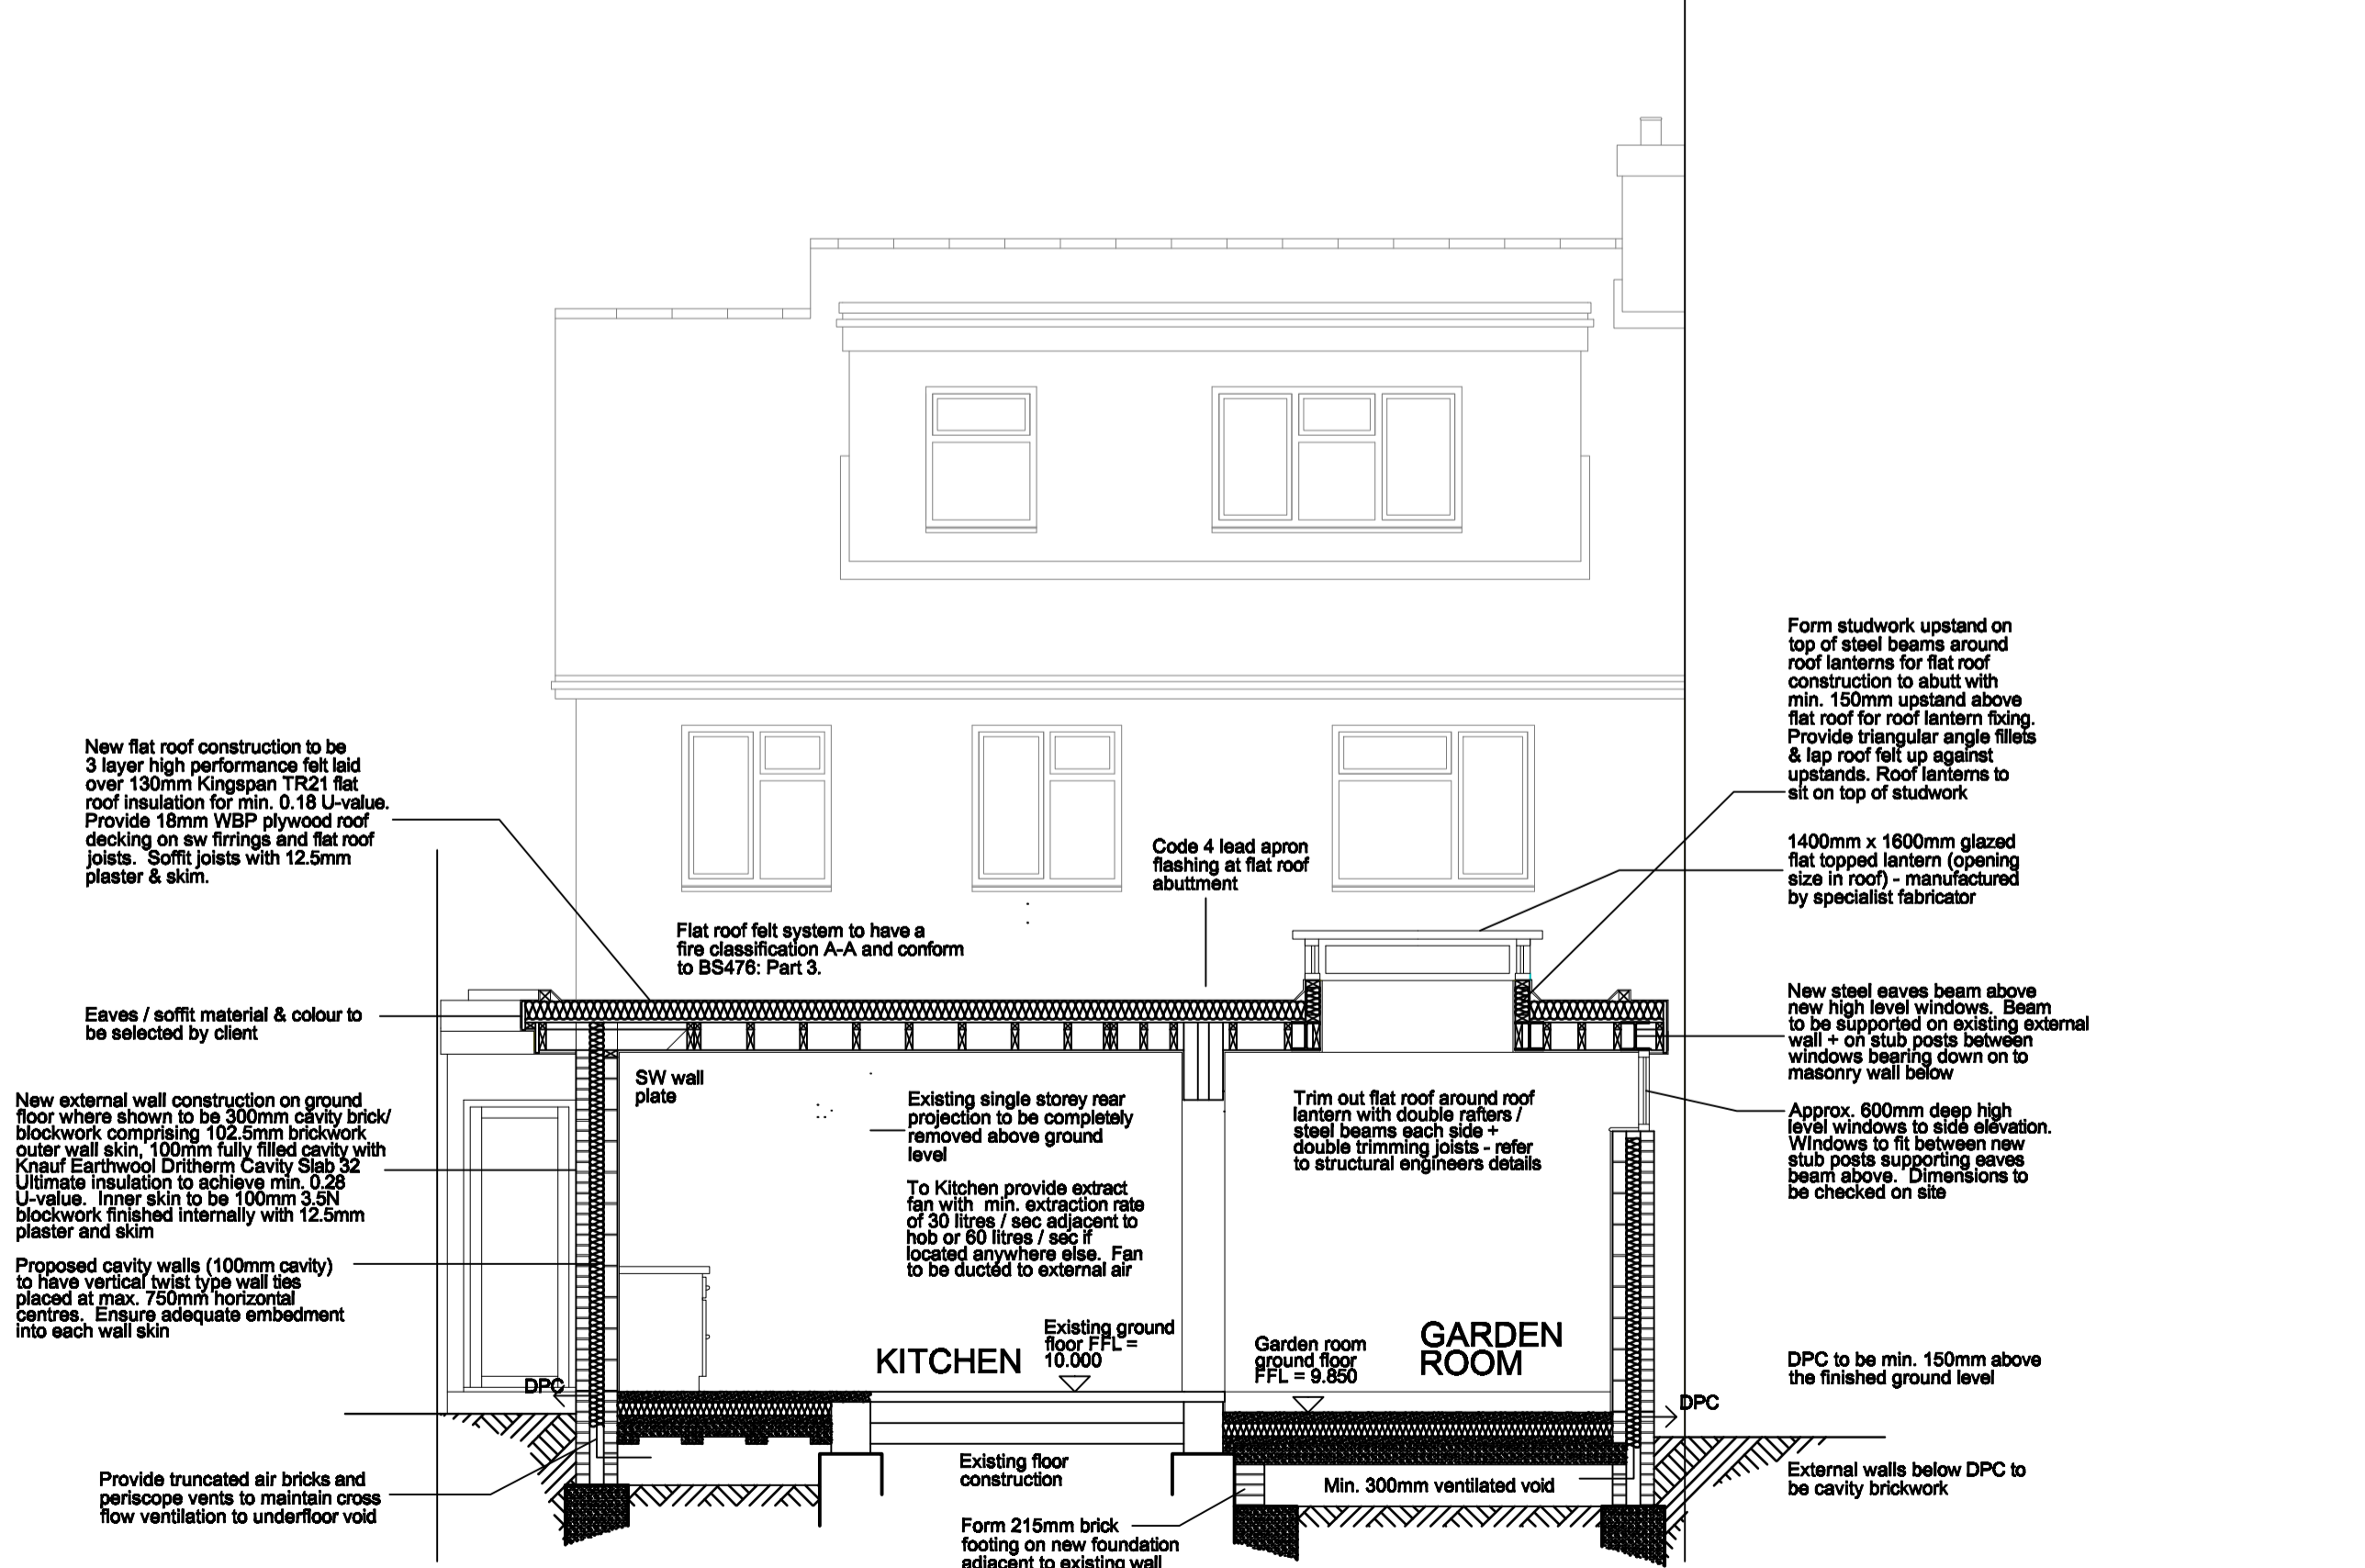 Form studwork upstand on
top of steel beams around
roof lanterns for flat roof
construction to abutt with
min. 150mm upstand above
flat roof for roof lantern fixing.
Provide triangular angle fillets
& lap roof felt up against
upstands. Roof lanterns to
sit on top of studwork
New flat roof construction to be
3 layer high performance felt laid
over 130mm Kingspan TR21 flat
roof insulation for min. 0.18 U-value.
Provide 18mm WBP plywood roof
decking on sw firrings and flat roof
joists. Soffit joists with 12.5mm
plaster & skim.
Code 4 lead apron
flashing at flat roof
abuttment
1400mm x 1600mm glazed
flat topped lantern (opening
size in roof) - manufactured
by specialist fabricator
Flat roof felt system to have a
fire classification A-A and conform
to BS476: Part 3.
Eaves / soffit material & colour to
be selected by client
New steel eaves beam above
new high level windows. Beam
to be supported on existing external
wall + on stub posts between
windows bearing down on to
masonry wall below
SW wall
plate
Existing single storey rear
projection to be completely
removed above ground
level
Trim out flat roof around roof
lantern with double rafters /
steel beams each side +
double trimming joists - refer
to structural engineers details
Approx. 600mm deep high
level windows to side elevation.
WIndows to fit between new
stub posts supporting eaves
beam above. Dimensions to
be checked on site
New external wall construction on ground
floor where shown to be 300mm cavity brick/
blockwork comprising 102.5mm brickwork
outer wall skin, 100mm fully filled cavity with
Knauf Earthwool Dritherm Cavity Slab 32
Ultimate insulation to achieve min. 0.28
U-value. Inner skin to be 100mm 3.5N
blockwork finished internally with 12.5mm
plaster and skim
To Kitchen provide extract
fan with min. extraction rate
of 30 litres / sec adjacent to
hob or 60 litres / sec if
located anywhere else. Fan
to be ducted to external air
Proposed cavity walls (100mm cavity)
to have vertical twist type wall ties
placed at max. 750mm horizontal
centres. Ensure adequate embedment
into each wall skin
KITCHEN
Existing ground
floor FFL =
10.000
Garden room
ground floor
FFL = 9.850
GARDEN
ROOM
DPC to be min. 150mm above
the finished ground level
DPC
DPC
Existing floor
construction
Min. 300mm ventilated void
External walls below DPC to
be cavity brickwork
Provide truncated air bricks and
periscope vents to maintain cross
flow ventilation to underfloor void
Form 215mm brick
footing on new foundation
adjacent to existing wall